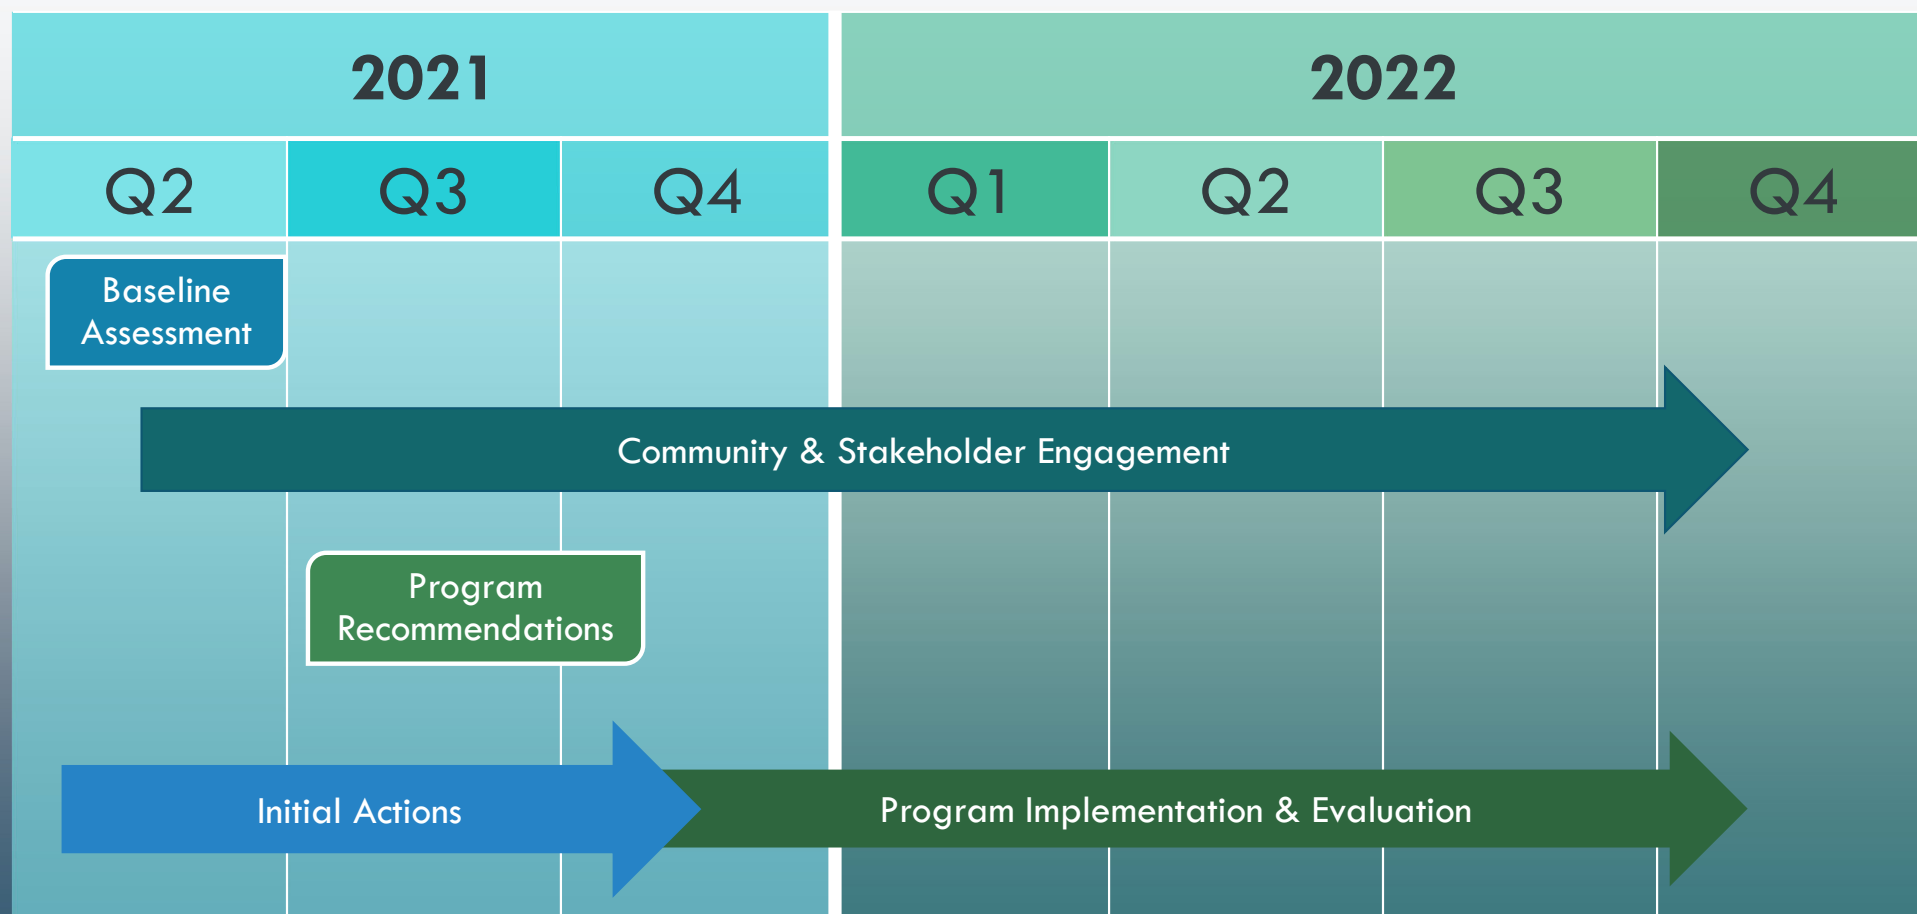 2021
2022
Q2
Q3
Q4
Q1
Q2
Q3
Q4
Baseline
Assessment
Community & Stakeholder Engagement
Program
Recommendations
Initial Actions
Program Implementation & Evaluation